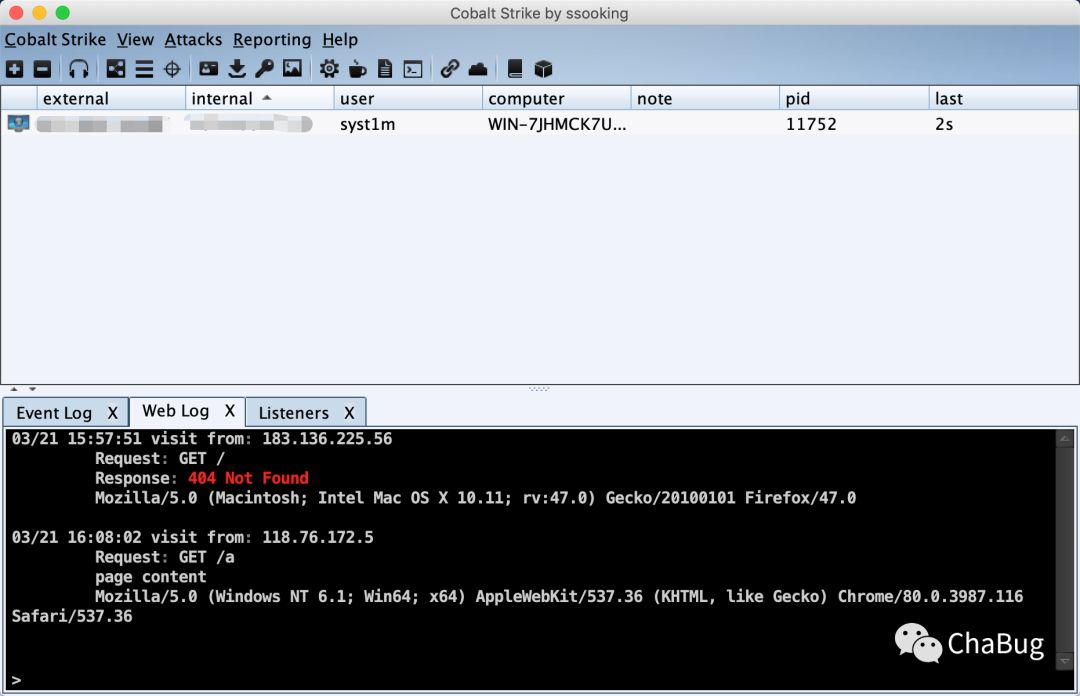 Cobalt Strike by ssooking
Cobalt Strike View Attacks Reporting Help
external internal user computer note pid last
syst1m WIN-7JHMCK7U... 11752 2s
Event Log X Web Log X Listeners X
03/21 15:57:51 visit from: 183.136.225.56
Request: GET /
Response: 404 Not Found
Mozilla/5.0 (Macintosh; Intel Mac OS X 10.11; rv:47.0) Gecko/20100101 Firefox/47.0
03/21 16:08:02 visit from: 118.76.172.5
Request: GET /a
page content
Mozilla/5.0 (Windows NT 6.1; Win64; x64) AppleWebKit/537.36 (KHTML, like Gecko) Chrome/80.0.3987.116
Safari/537.36
ChaBug
>